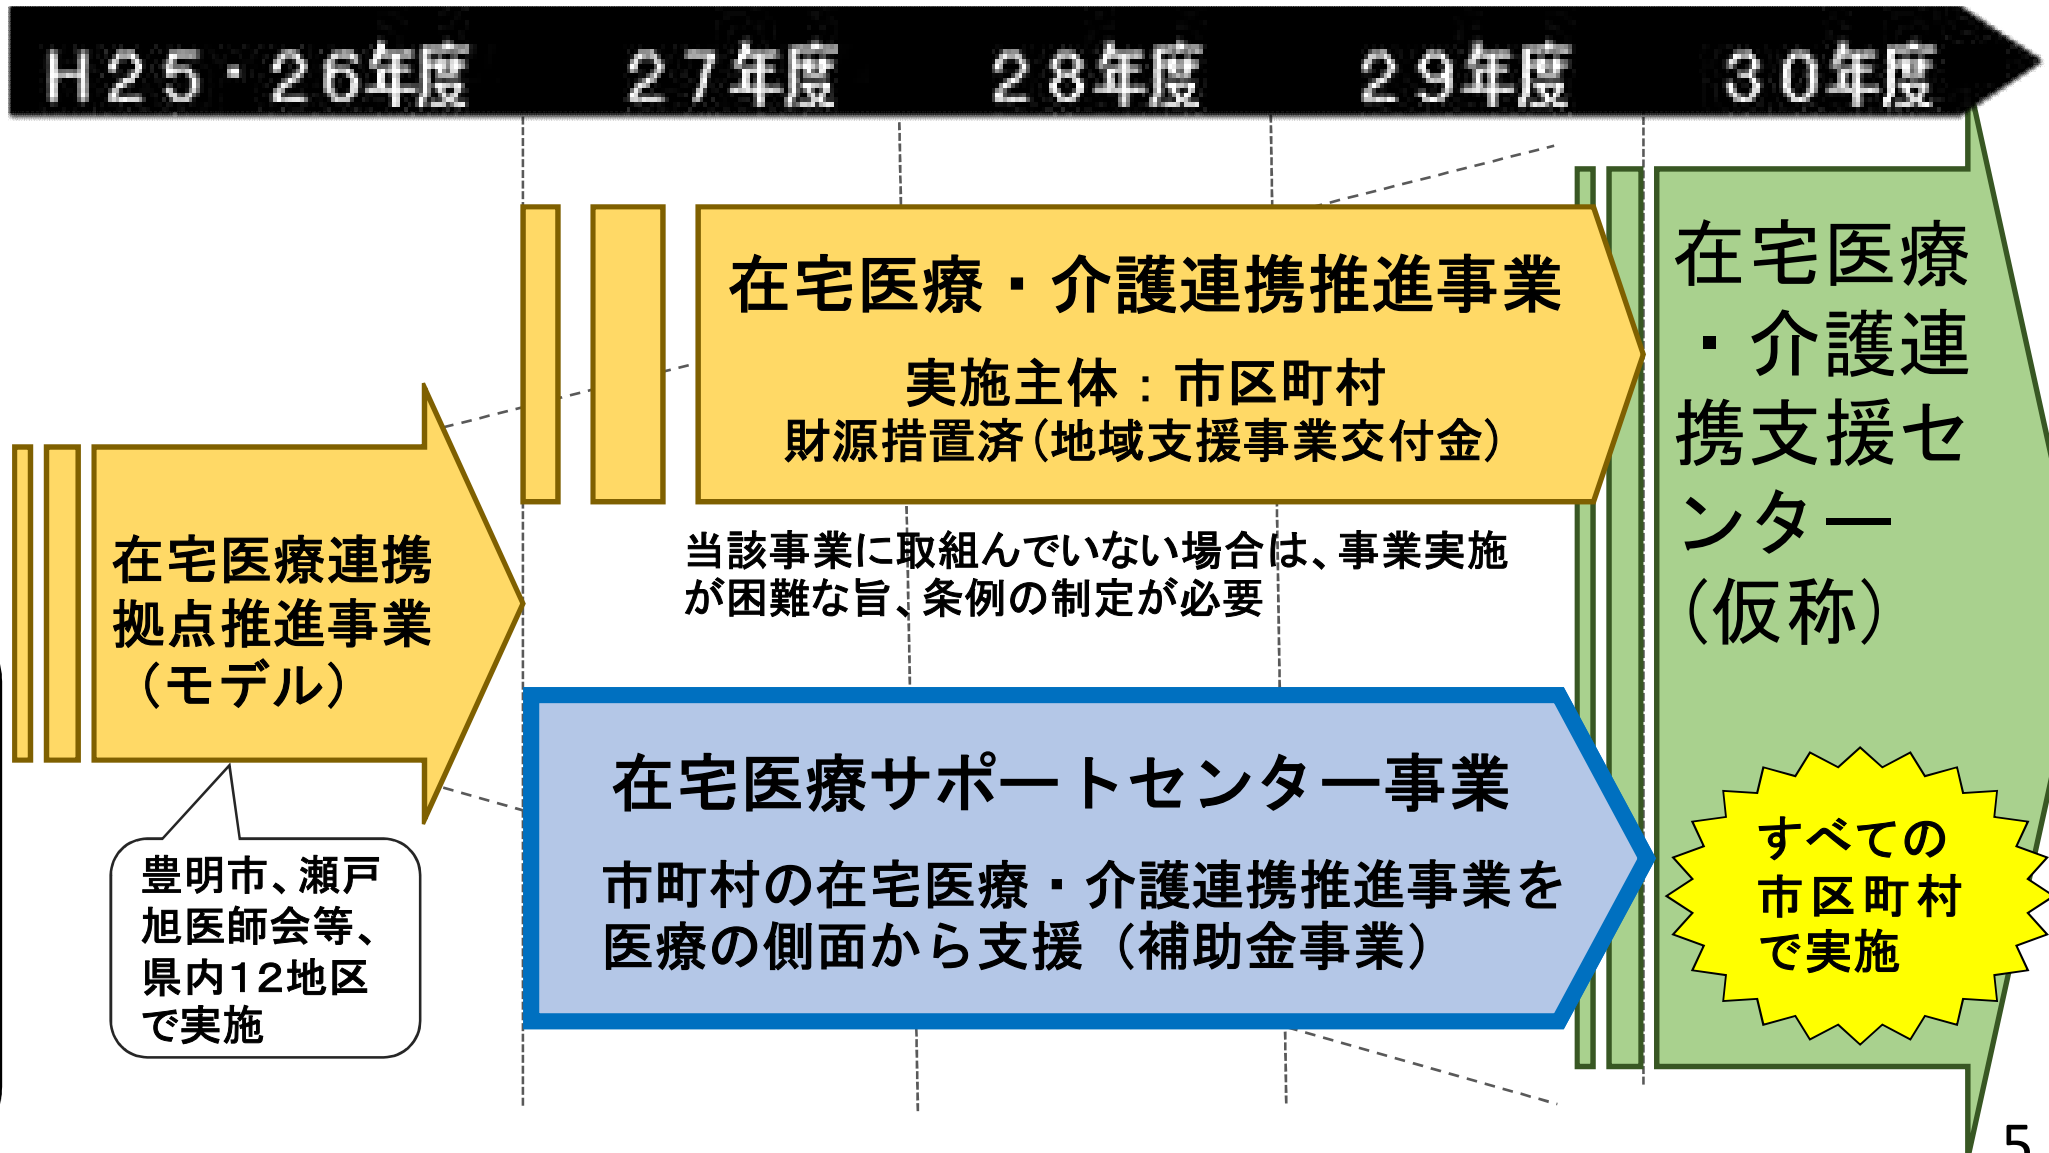 H25・26年度 27年度 28年度 29年度 30年度
在宅医療・介護連携推進事業
実施主体：市区町村
財源措置済（地域支援事業交付金）
当該事業に取組んでいない場合は、事業実施
が困難な旨、条例の制定が必要
在宅医療連携
拠点推進事業
（モデル）
豊明市、瀬戸
旭医師会等、
県内12地区
で実施
在宅医療サポートセンター事業
市町村の在宅医療・介護連携推進事業を
医療の側面から支援（補助金事業）
在宅医療
・介護連
携支援セ
ンター
（仮称）
すべての
市区町村
で実施
5